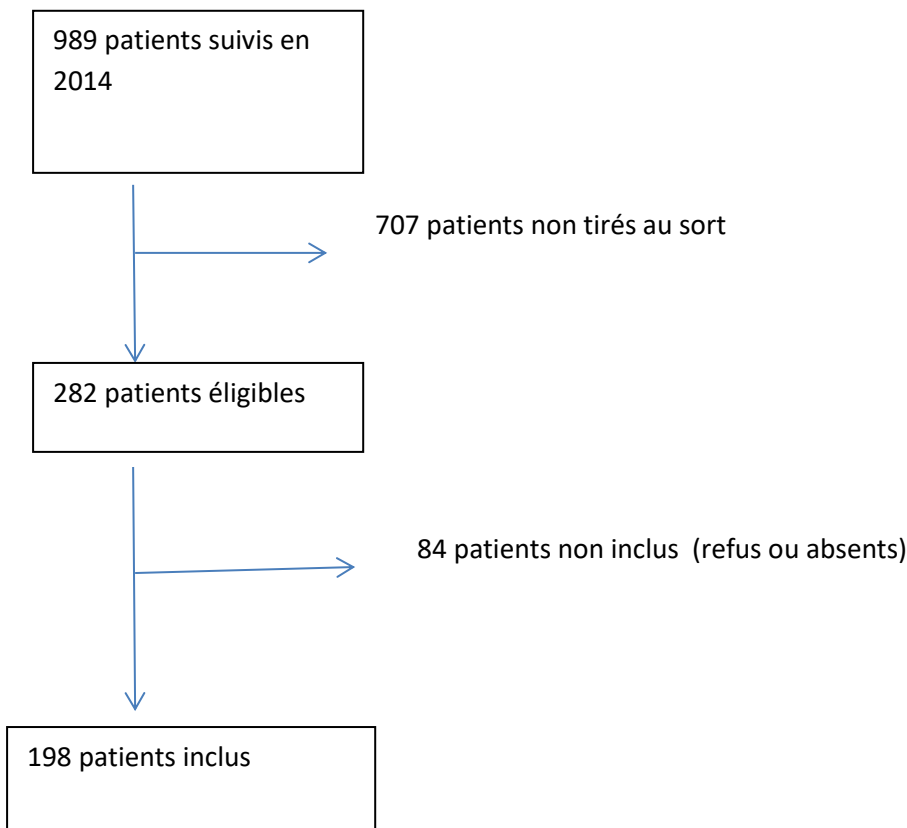 989 patients suivis en
2014
707 patients non tirés au sort
282 patients éligibles
84 patients non inclus  (refus ou absents)
198 patients inclus